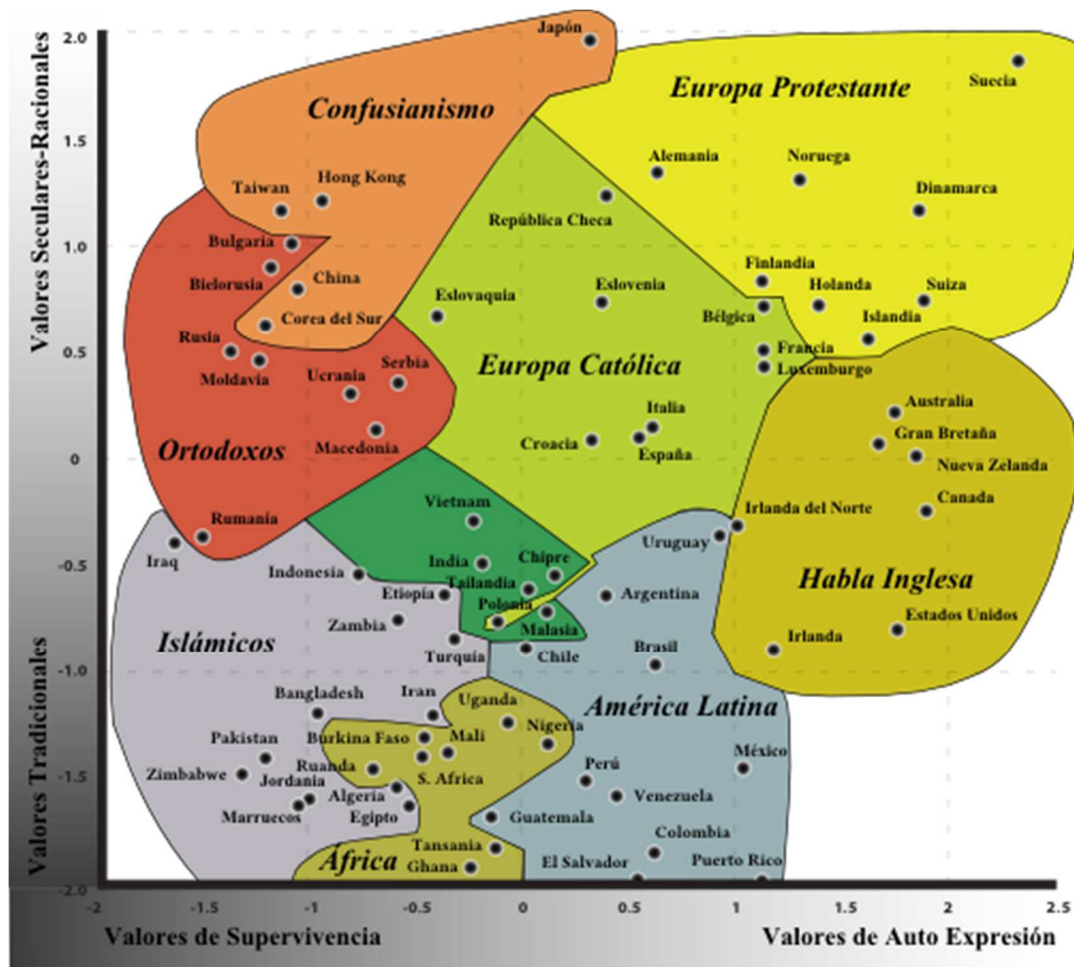 Valores Seculares-Racionales
Valores Tradicionales
2.0
1.5
1.0
0.5
0
-0.5
-1.0
-1.5
-2.0
Japón
Confusianismo
Europa Protestante
Suecia
Taiwan
Hong Kong
Alemania
Noruega
Dinamarca
República Checa
Bulgaria
Bielorusia
China
Corea del Sur
Eslovaquia
Eslovenia
Finlandia
Holanda
Suiza
Bélgica
Islandia
Rusia
Moldavia
Ucrania
Serbia
Europa Católica
Francia
Luxemburgo
Macedonia
Ortodoxos
Croacia
Italia
España
Australia
Gran Bretaña
Nueva Zelanda
Canada
Rumanía
Iraq
Vietnam
Irlanda del Norte
Uruguay
Indonesia
India
Chipre
Tailandia
Habla Inglesa
Etiopía
Polonia
Argentina
Estados Unidos
Zambia
Islámicos
Turquía
Malasia
Chile
Brasil
Irlanda
Bangladesh
Iran
Uganda
Nigeria
América Latina
Pakistan
Burkina Faso
Mali
México
Zimbabwe
Jordania
Ruanda
S. Africa
Perú
Marruecos
Algeria
Egipto
Guatemala
Venezuela
África
Tansania
Ghana
Colombia
El Salvador
Puerto Rico
-2
-1.5
-1
-0.5
0
0.5
1
1.5
2
2.5
Valores de Supervivencia
Valores de Auto Expresión